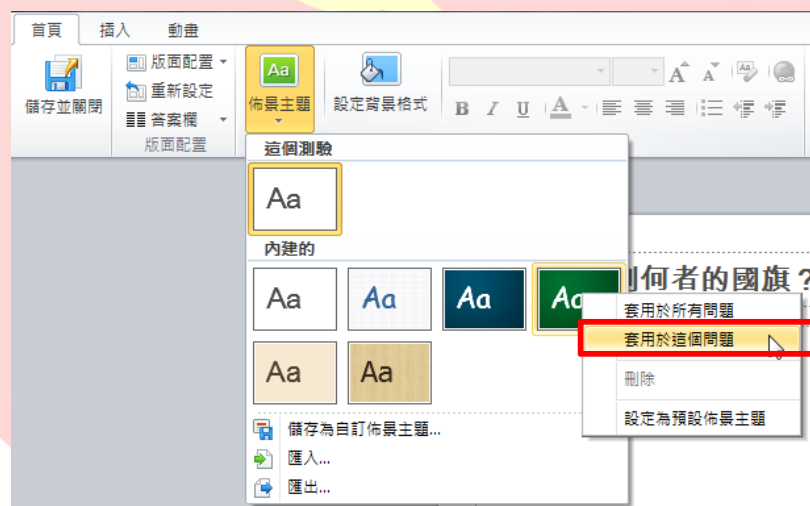 首頁 插入 動畫
儲存並關閉
版面配置
重新設定
答案欄
版面配置
Aa
佈景主題
設定背景格式
A A Aa
B I U A
這個測驗
Aa
內建的
Aa Aa Aa Aa
Aa Aa
儲存為自訂佈景主題...
匯入...
匯出...
何者的國旗？
套用於所有問題
套用於這個問題
刪除
設定為預設佈景主題